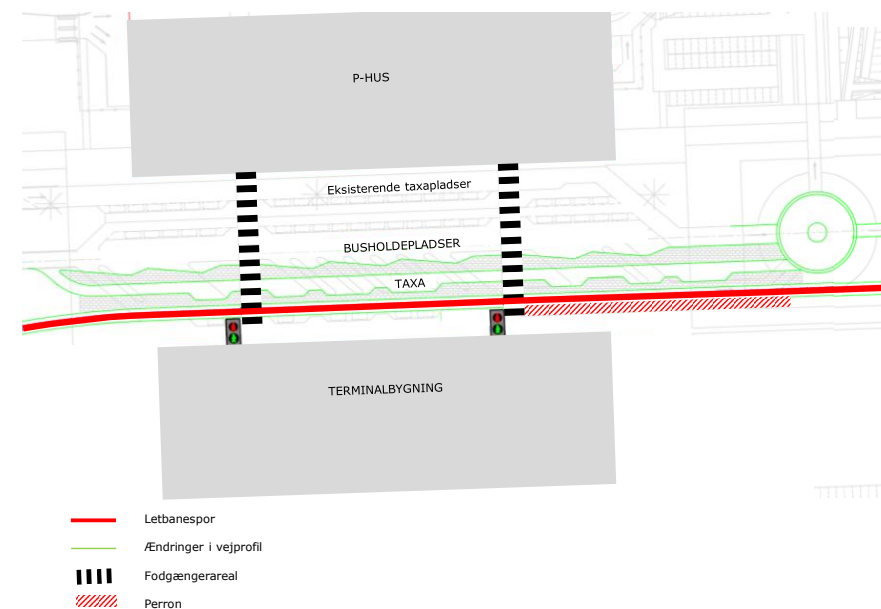 P-HUS
Eksisterende taxapladser
BUSHOLDEPLADSER
TAXA
TERMINALBYGNING
Letbanespor
Ændringer i vejprofil
Fodgængerareal
Perron